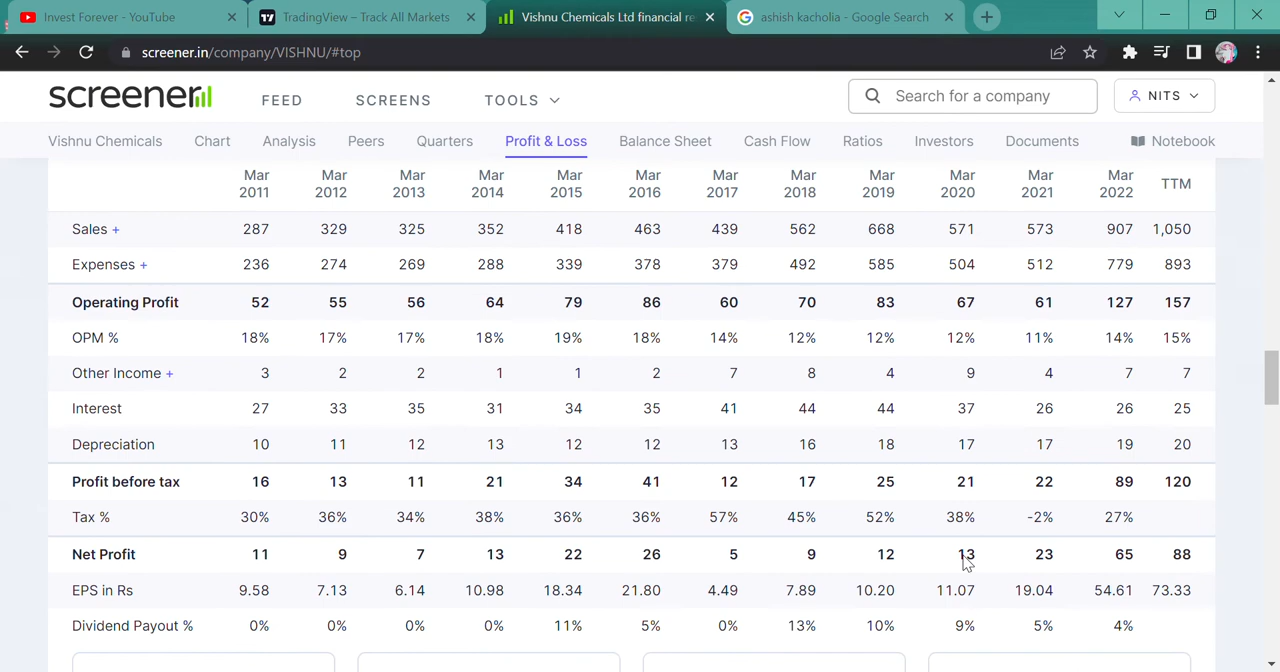 Invest Forever - YouTube
TradingView – Track All Markets
Vishnu Chemicals Ltd financial re
ashish kacholia - Google Search
screener.in/company/VISHNU/#top
screener FEED SCREENS TOOLS Search for a company NITS
Vishnu Chemicals Chart Analysis Peers Quarters Profit & Loss Balance Sheet Cash Flow Ratios Investors Documents Notebook
Mar 2011 Mar 2012 Mar 2013 Mar 2014 Mar 2015 Mar 2016 Mar 2017 Mar 2018 Mar 2019 Mar 2020 Mar 2021 Mar 2022 TTM
Sales + 287 329 325 352 418 463 439 562 668 571 573 907 1,050
Expenses + 236 274 269 288 339 378 379 492 585 504 512 779 893
Operating Profit 52 55 56 64 79 86 60 70 83 67 61 127 157
OPM % 18% 17% 17% 18% 19% 18% 14% 12% 12% 12% 11% 14% 15%
Other Income + 3 2 2 1 1 2 7 8 4 9 4 7 7
Interest 27 33 35 31 34 35 41 44 44 37 26 26 25
Depreciation 10 11 12 13 12 12 13 16 18 17 17 19 20
Profit before tax 16 13 11 21 34 41 12 17 25 21 22 89 120
Tax % 30% 36% 34% 38% 36% 36% 57% 45% 52% 38% -2% 27%
Net Profit 11 9 7 13 22 26 5 9 12 13 23 65 88
EPS in Rs 9.58 7.13 6.14 10.98 18.34 21.80 4.49 7.89 10.20 11.07 19.04 54.61 73.33
Dividend Payout % 0% 0% 0% 0% 11% 5% 0% 13% 10% 9% 5% 4%